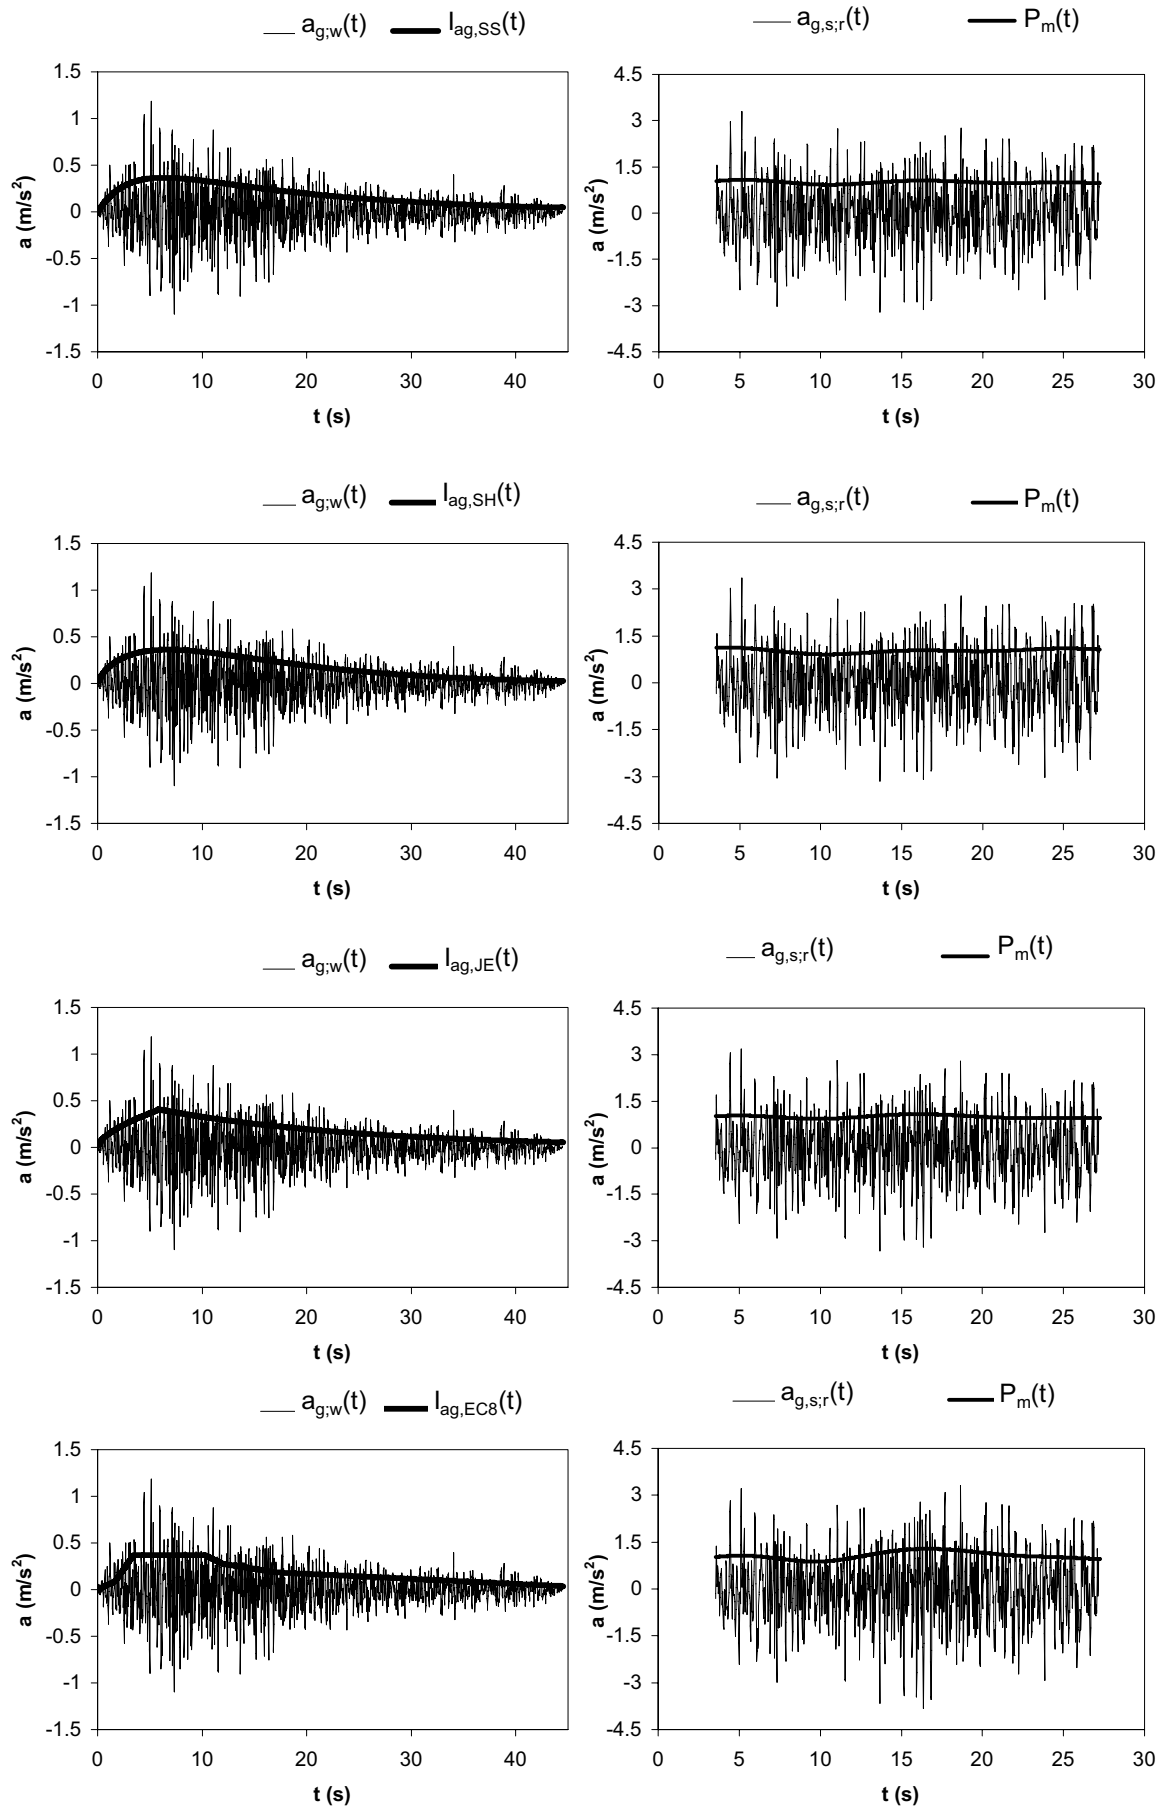 a_g;w(t) I_ag,SS(t)
1.5
1
0.5
0
-0.5
-1
-1.5
a (m/s²)
0 10 20 30 40
t (s)
a_g,s;r(t) P_m(t)
4.5
3
1.5
0
-1.5
-3
-4.5
a (m/s²)
0 5 10 15 20 25 30
t (s)
a_g;w(t) I_ag,SH(t)
1.5
1
0.5
0
-0.5
-1
-1.5
a (m/s²)
0 10 20 30 40
t (s)
a_g,s;r(t) P_m(t)
4.5
3
1.5
0
-1.5
-3
-4.5
a (m/s²)
0 5 10 15 20 25 30
t (s)
a_g;w(t) I_ag,JE(t)
1.5
1
0.5
0
-0.5
-1
-1.5
a (m/s²)
0 10 20 30 40
t (s)
a_g,s;r(t) P_m(t)
4.5
3
1.5
0
-1.5
-3
-4.5
a (m/s²)
0 5 10 15 20 25 30
t (s)
a_g;w(t) I_ag,EC8(t)
1.5
1
0.5
0
-0.5
-1
-1.5
a (m/s²)
0 10 20 30 40
t (s)
a_g,s;r(t) P_m(t)
4.5
3
1.5
0
-1.5
-3
-4.5
a (m/s²)
0 5 10 15 20 25 30
t (s)